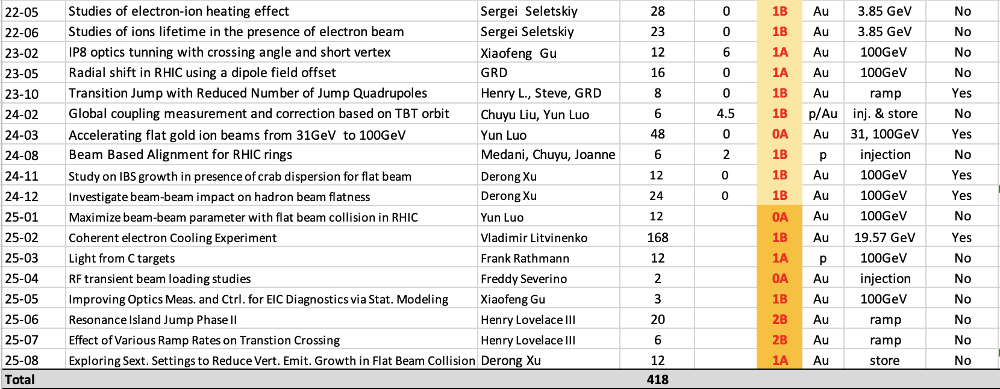 22-05 Studies of electron-ion heating effect Sergei Seletskiy 28 0 1B Au 3.85 GeV No
22-06 Studies of ions lifetime in the presence of electron beam Sergei Seletskiy 23 0 1B Au 3.85 GeV No
23-02 IP8 optics tunning with crossing angle and short vertex Xiaofeng Gu 12 6 1A Au 100GeV No
23-05 Radial shift in RHIC using a dipole field offset GRD 16 0 1A Au 100GeV No
23-10 Transition Jump with Reduced Number of Jump Quadrupoles Henry L., Steve, GRD 8 0 1B Au ramp Yes
24-02 Global coupling measurement and correction based on TBT orbit Chuyu Liu, Yun Luo 6 4.5 1B p/Au inj. & store No
24-03 Accelerating flat gold ion beams from 31GeV to 100GeV Yun Luo 48 0 0A Au 31, 100GeV Yes
24-08 Beam Based Alignment for RHIC rings Medani, Chuyu, Joanne 6 2 1B p injection No
24-11 Study on IBS growth in presence of crab dispersion for flat beam Derong Xu 12 0 1B Au 100GeV Yes
24-12 Investigate beam-beam impact on hadron beam flatness Derong Xu 24 0 1B Au 100GeV Yes
25-01 Maximize beam-beam parameter with flat beam collision in RHIC Yun Luo 12 0A Au 100GeV No
25-02 Coherent electron Cooling Experiment Vladimir Litvinenko 168 1B Au 19.57 GeV Yes
25-03 Light from C targets Frank Rathmann 12 1A p 100GeV No
25-04 RF transient beam loading studies Freddy Severino 2 0A Au injection No
25-05 Improving Optics Meas. and Ctrl. for EIC Diagnostics via Stat. Modeling Xiaofeng Gu 3 1B Au 100GeV No
25-06 Resonance Island Jump Phase II Henry Lovelace III 20 2B Au ramp No
25-07 Effect of Various Ramp Rates on Transtion Crossing Henry Lovelace III 6 2B Au ramp No
25-08 Exploring Sext. Settings to Reduce Vert. Emit. Growth in Flat Beam Collision Derong Xu 12 1A Au store No
Total 418